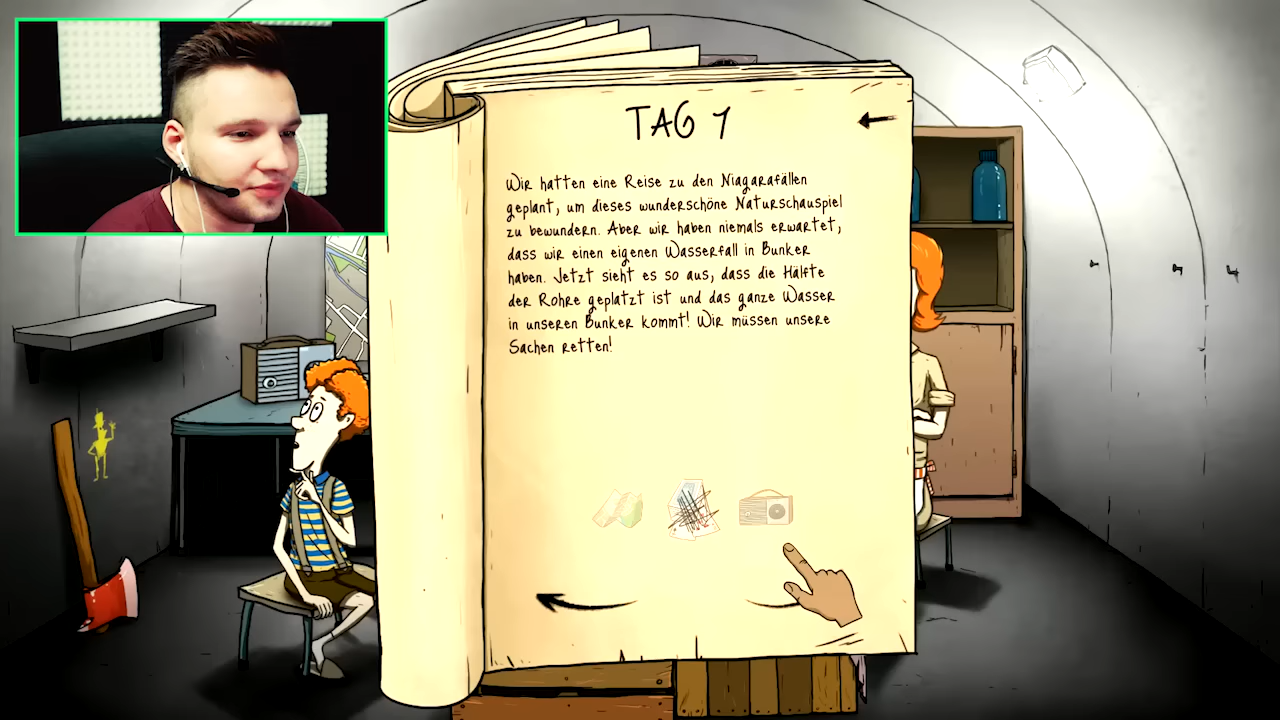 TAG 7
Wir hatten eine Reise zu den Niagarafällen
geplant, um dieses wunderschöne Naturschauspiel
zu bewundern. Aber wir haben niemals erwartet,
dass wir einen eigenen Wasserfall in Bunker
haben. Jetzt sieht es so aus, dass die Hälfte
der Rohre geplatzt ist und das ganze Wasser
in unseren Bunker kommt! Wir müssen unsere
Sachen retten!